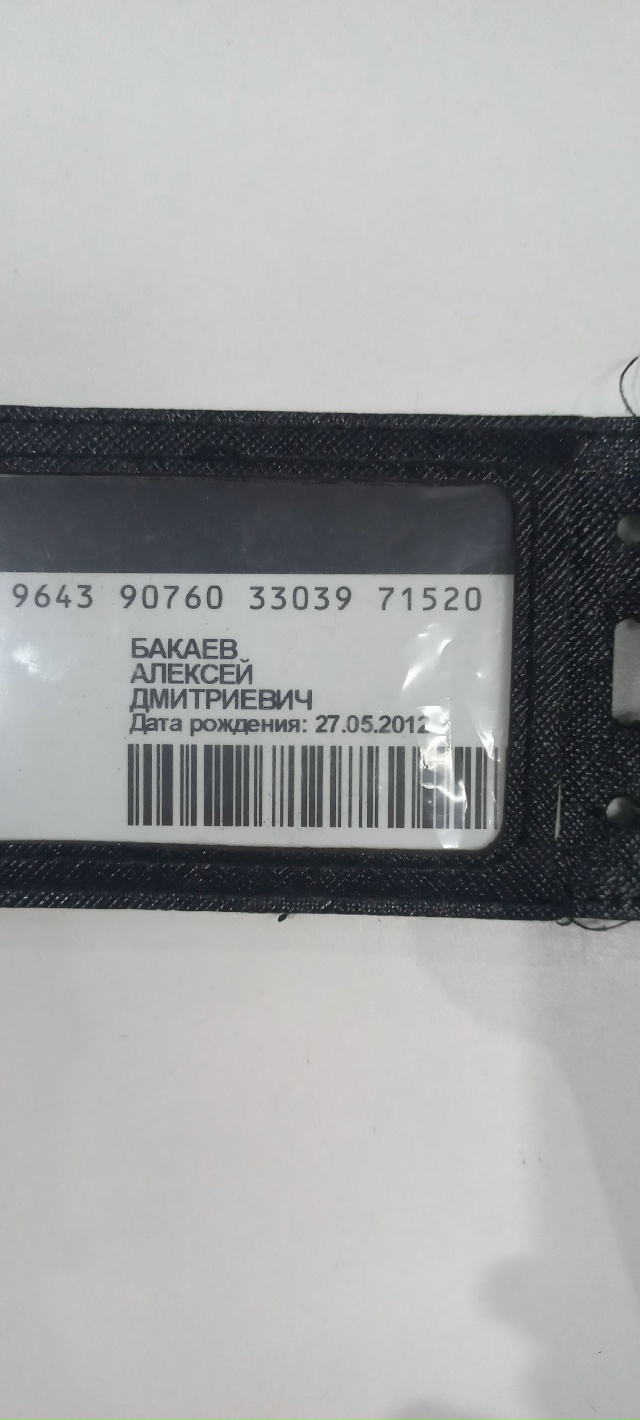 9643 90760 33039 71520
БАКАЕВ
АЛЕКСЕЙ
ДМИТРИЕВИЧ
Дата рождения: 27.05.2012